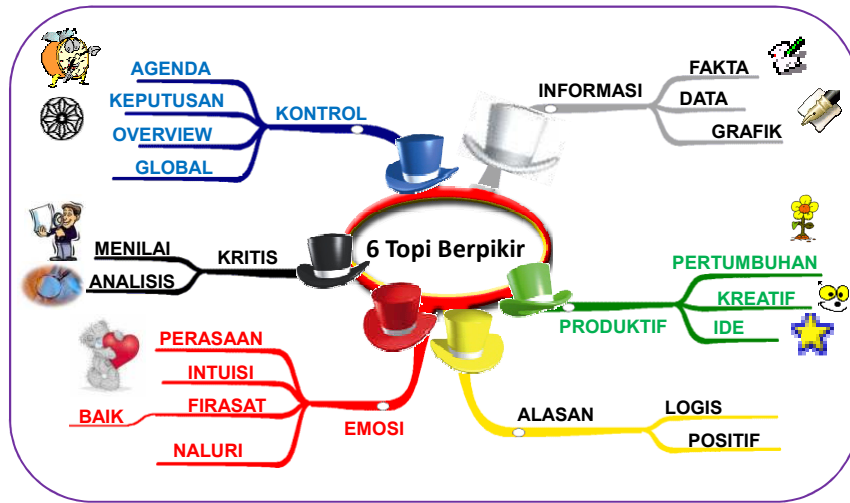 6 Topi Berpikir
INFORMASI
FAKTA
DATA
GRAFIK
PRODUKTIF
PERTUMBUHAN
KREATIF
IDE
ALASAN
LOGIS
POSITIF
EMOSI
PERASAAN
INTUISI
FIRASAT
BAIK
NALURI
KRITIS
MENILAI
ANALISIS
KONTROL
AGENDA
KEPUTUSAN
OVERVIEW
GLOBAL